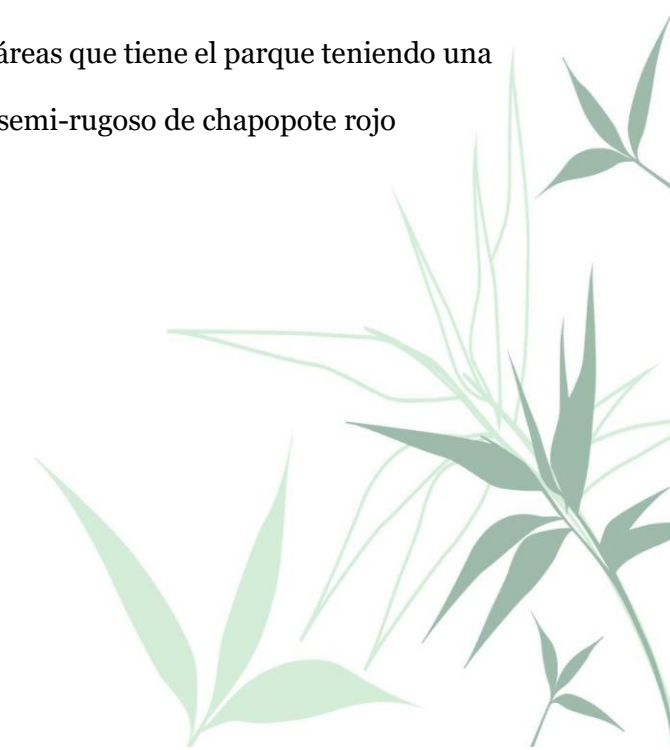 áreas que tiene el parque teniendo una
semi-rugoso de chapopote rojo